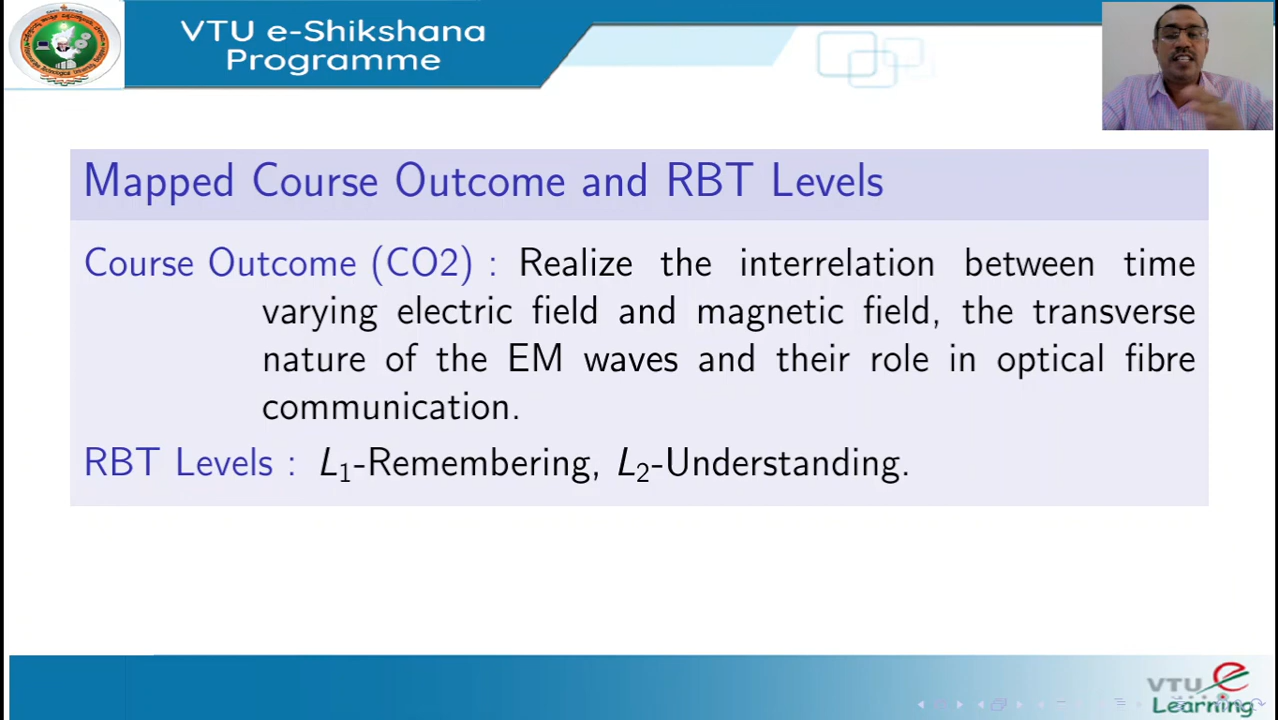 VTU e-Shikshana
Programme
Mapped Course Outcome and RBT Levels
Course Outcome (CO2) : Realize the interrelation between time
varying electric field and magnetic field, the transverse
nature of the EM waves and their role in optical fibre
communication.
RBT Levels : L₁-Remembering, L₂-Understanding.
VTU e
Learning